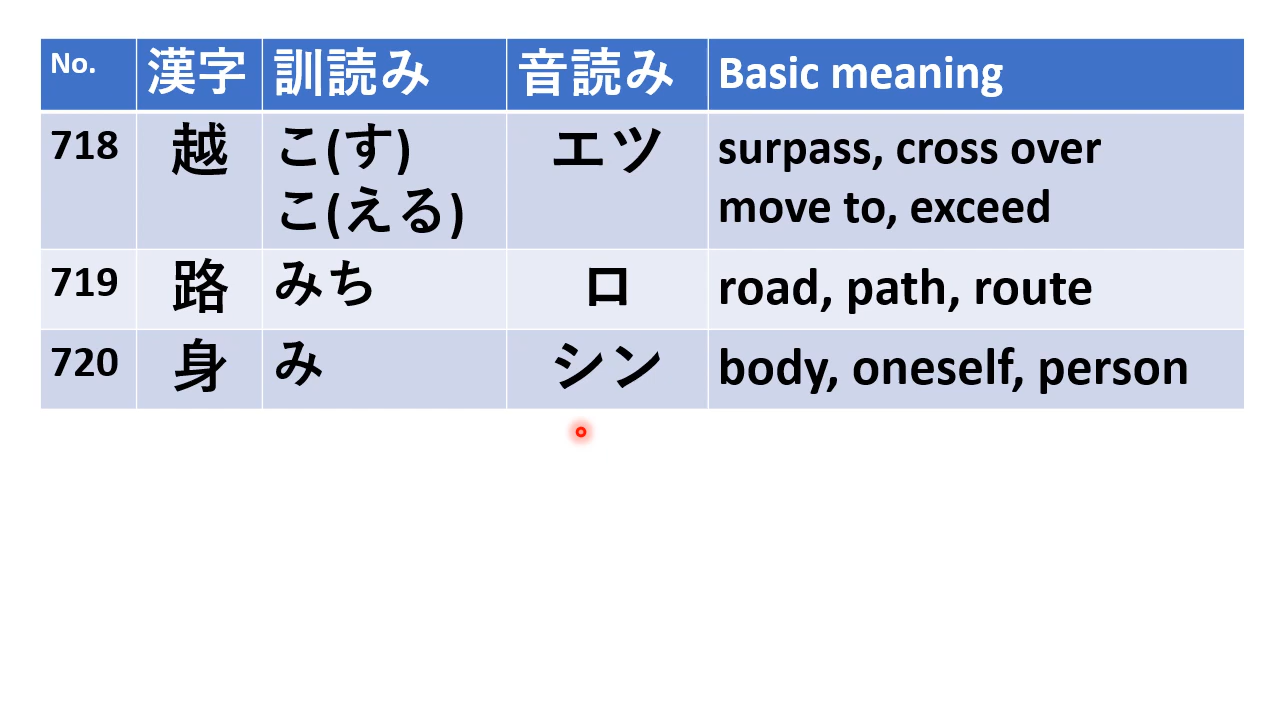 No. 漢字 訓読み 音読み Basic meaning
718 越 こ(す) エツ surpass, cross over
こ(える) move to, exceed
719 路 みち ロ road, path, route
720 身 み シン body, oneself, person